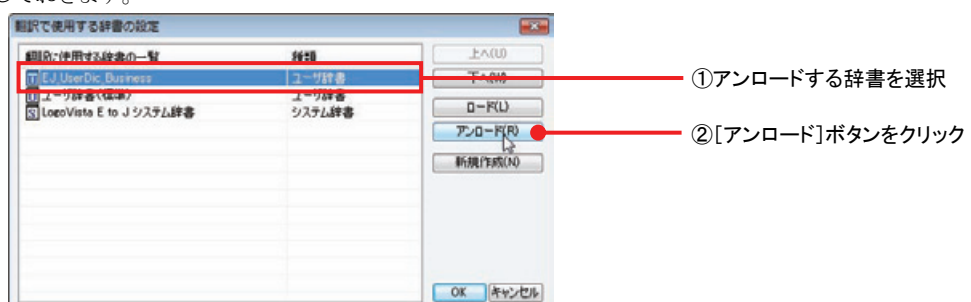 ておきます。
翻訳で使用する辞書の設定
翻訳に使用する辞書の一覧 種類
EJ_UserDic_Business ユーザ辞書
ユーザ辞書(標準) ユーザ辞書
LogoVista E to J システム辞書 システム辞書
上へ(U)
下へ(W)
ロード(L)
アンロード(R)
新規作成(N)
OK キャンセル
①アンロードする辞書を選択
②[アンロード]ボタンをクリック